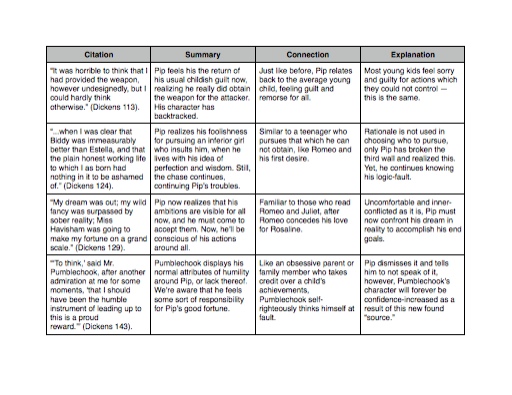 Citation Summary Connection Explanation
"It was horrible to think that I
had provided the weapon,
however undesignedly, but I
could hardly think
otherwise." (Dickens 113).
Pip feels his the return of
his usual childish guilt now,
realizing he really did obtain
the weapon for the attacker.
His character has
backtracked.
Just like before, Pip relates
back to the average young
child, feeling guilt and
remorse for all.
Most young kids feel sorry
and guilty for actions which
they could not control —
this is the same.
"...when I was clear that
Biddy was immeasurably
better than Estella, and that
the plain honest working life
to which I as born had
nothing in it to be ashamed
of." (Dickens 124).
Pip realizes his foolishness
for pursuing an inferior girl
who insults him, when he
lives with his idea of
perfection and wisdom. Still,
the chase continues,
continuing Pip's troubles.
Similar to a teenager who
pursues that which he can
not obtain, like Romeo and
his first desire.
Rationale is not used in
choosing who to pursue,
only Pip has broken the
third wall and realized this.
Yet, he continues knowing
his logic-fault.
"My dream was out; my wild
fancy was surpassed by
sober reality; Miss
Havisham was going to
make my fortune on a grand
scale." (Dickens 129).
Pip now realizes that his
ambitions are visible for all
now, and he must come to
accept them. Now, he'll be
conscious of his actions
around all.
Familiar to those who read
Romeo and Juliet, after
Romeo concedes his love
for Rosaline.
Uncomfortable and inner-
conflicted as it is, Pip must
now confront his dream in
reality to accomplish his end
goals.
"'To think,' said Mr.
Pumblechook, after another
admiration at me for some
moments, 'that I should
have been the humble
instrument of leading up to
this is a proud
reward.'" (Dickens 143).
Pumblechook displays his
normal attributes of humility
around Pip, or lack thereof.
We're aware that he feels
some sort of responsibility
for Pip's good fortune.
Like an obsessive parent or
family member who takes
credit over a child's
achievements,
Pumblechook self-
righteously thinks himself at
fault.
Pip dismisses it and tells
him to not speak of it,
however, Pumblechook's
character will forever be
confidence-increased as a
result of this new found
"source."